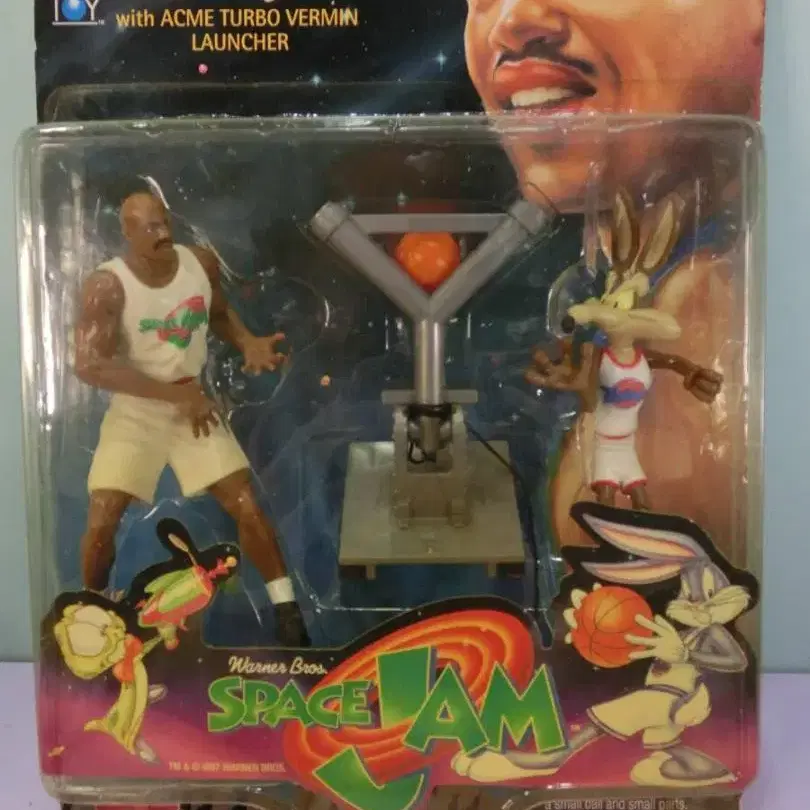 TOY
with ACME TURBO VERMIN
LAUNCHER
SPACE JAM
Warner Bros.
SPACE JAM
TM & © 1997 WARNER BROS.
a small ball and small parts.